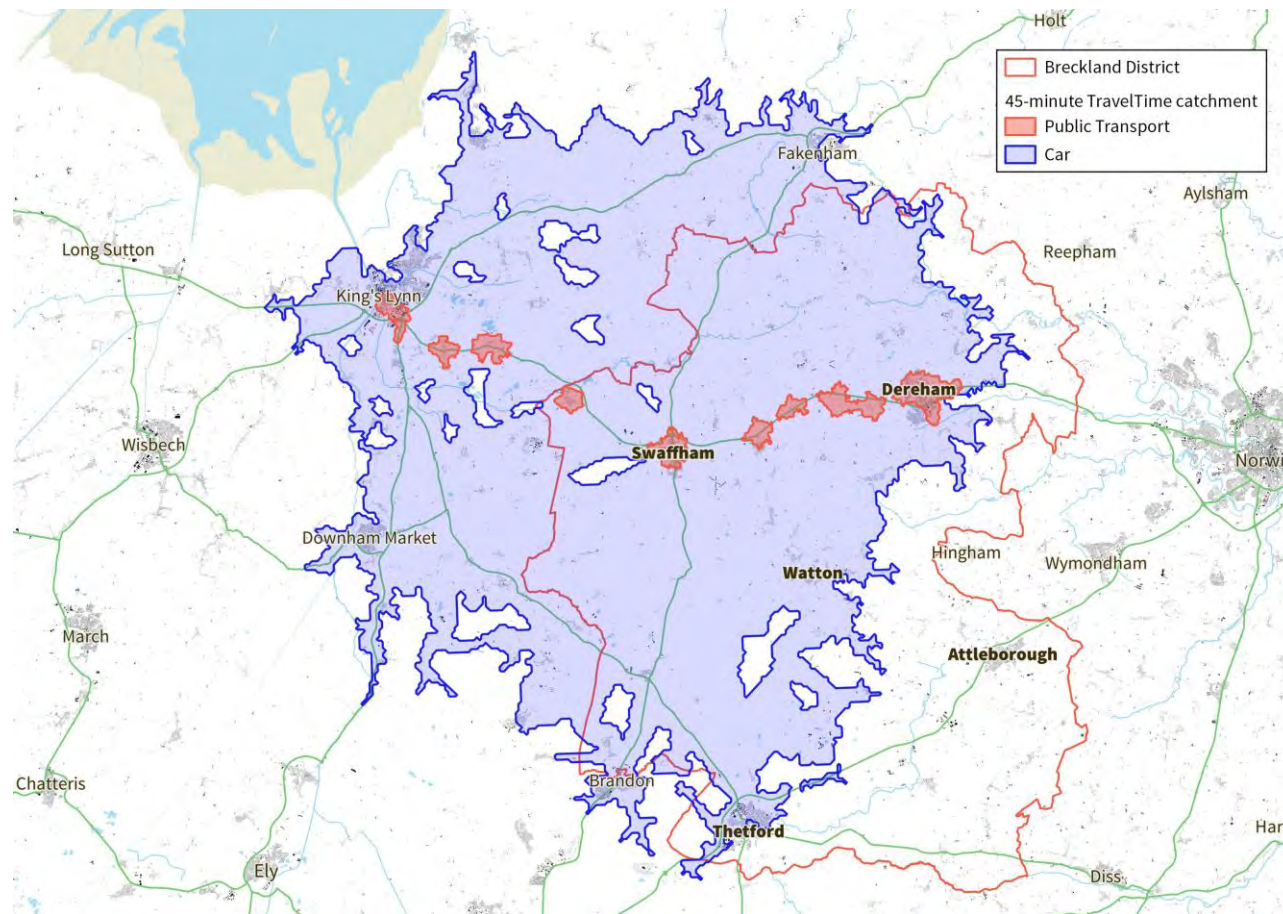 Holt
Breckland District
45-minute TravelTime catchment
Public Transport
Car
Fakenham
Aylsham
Long Sutton
Reepham
King's Lynn
Dereham
Wisbech
Swaffham
Norwi
Downham Market
Hingham
Wymondham
Watton
March
Attleborough
Chatteris
Brandon
Thetford
Har
Ely
Diss